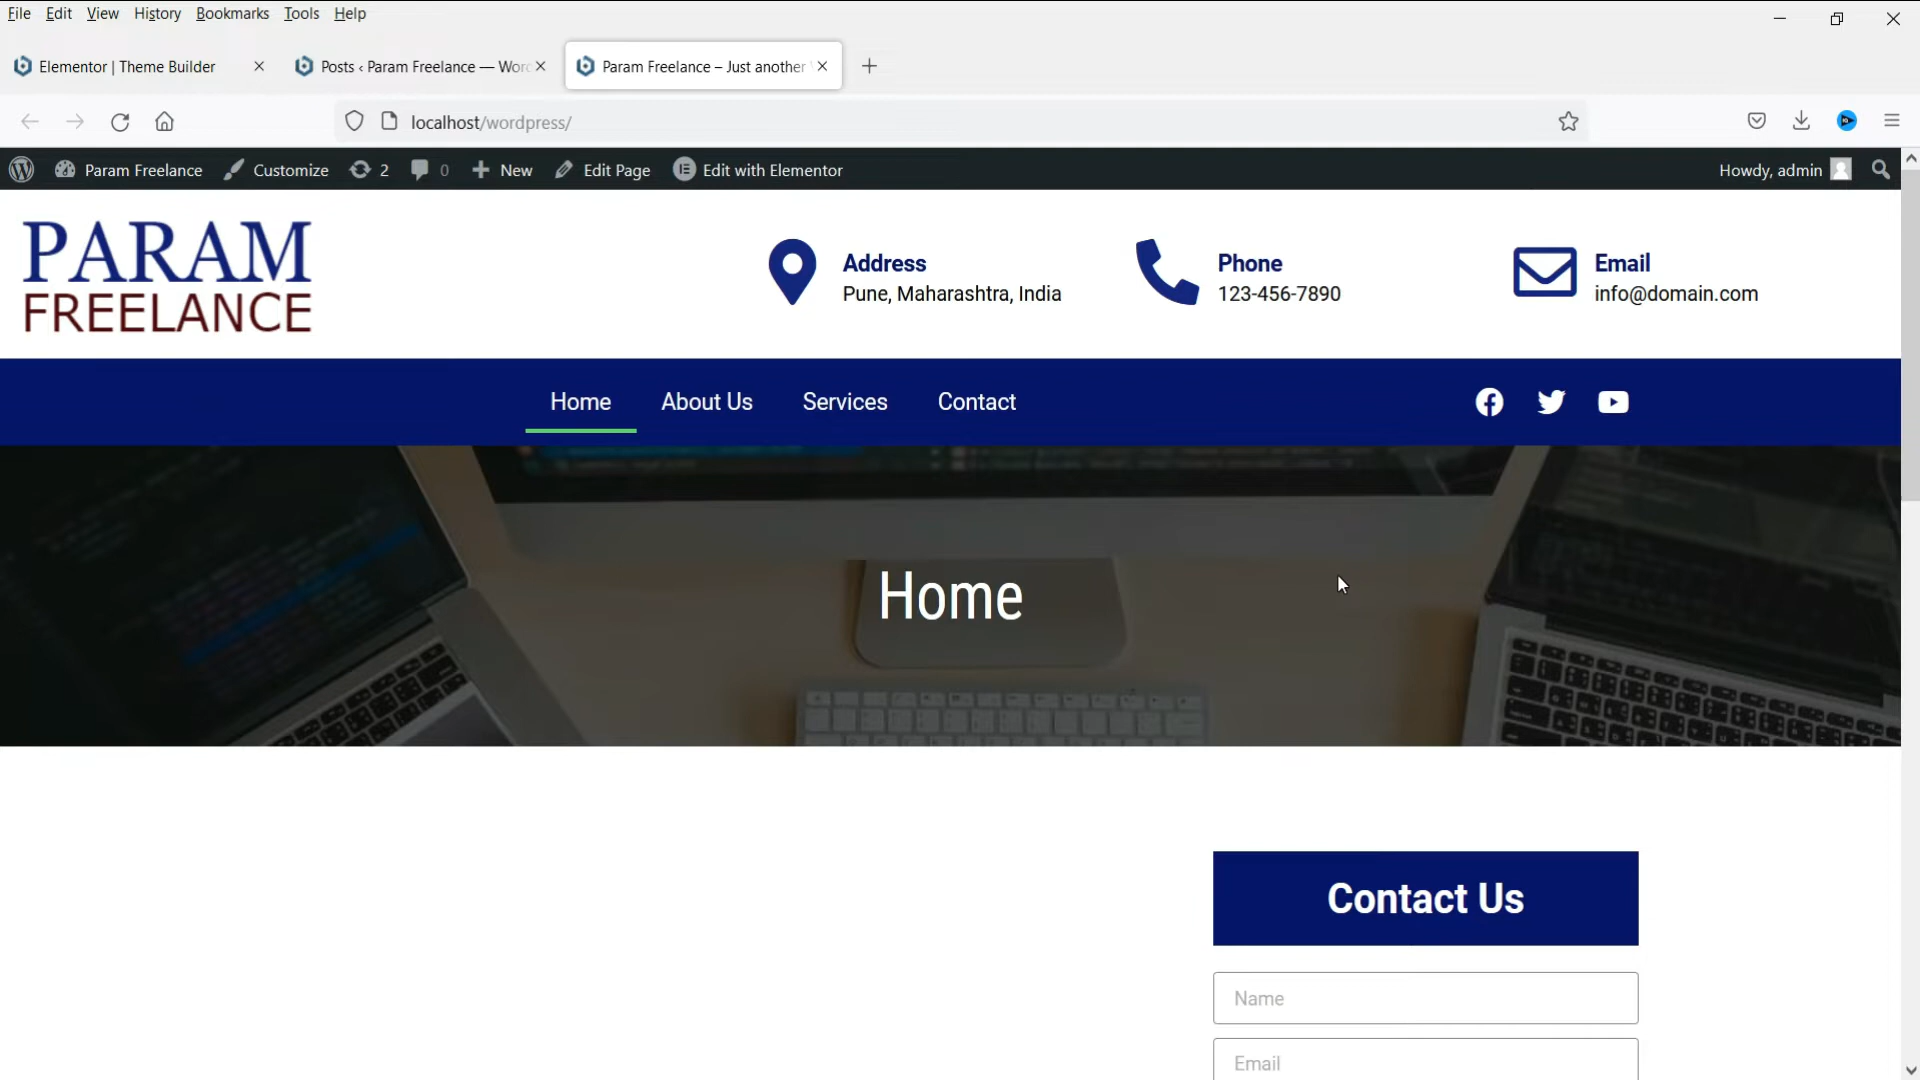 File Edit View History Bookmarks Tools Help
Elementor | Theme Builder
Posts ‹ Param Freelance — Wor
Param Freelance – Just another
localhost/wordpress/
Param Freelance Customize 2 0 New Edit Page Edit with Elementor Howdy, admin
PARAM
FREELANCE
Address
Pune, Maharashtra, India
Phone
123-456-7890
Email
info@domain.com
Home About Us Services Contact
Home
Contact Us
Name
Email